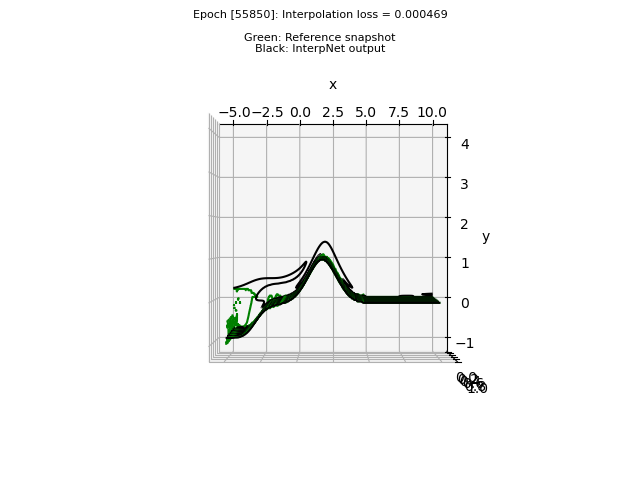 Epoch [55850]: Interpolation loss = 0.000469
Green: Reference snapshot
Black: InterpNet output
x
−5.0 −2.5 0.0 2.5 5.0 7.5 10.0
4
3
2
y
1
0
−1